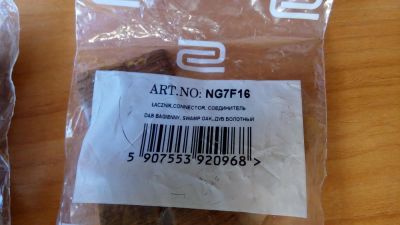 ART.NO: NG7F16
ŁĄCZNIK,CONNECTOR, СОЕДИНИТЕЛЬ
DĄB BAGIENNY, SWAMP OAK, ДУБ БОЛОТНЫЙ
5 907553 920968 >